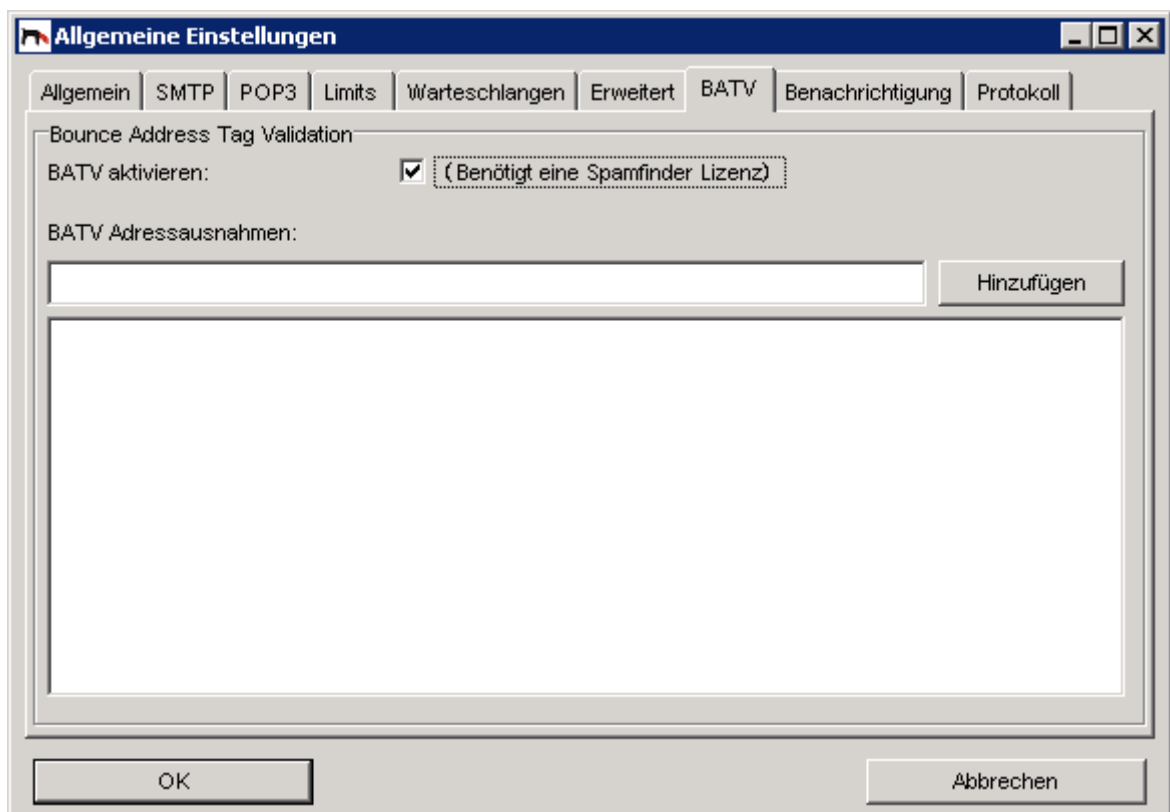 Allgemeine Einstellungen
Allgemein SMTP POP3 Limits Warteschlangen Erweitert BATV Benachrichtigung Protokoll
Bounce Address Tag Validation
BATV aktivieren: (Benötigt eine Spamfinder Lizenz)
BATV Adressausnahmen:
Hinzufügen
OK Abbrechen